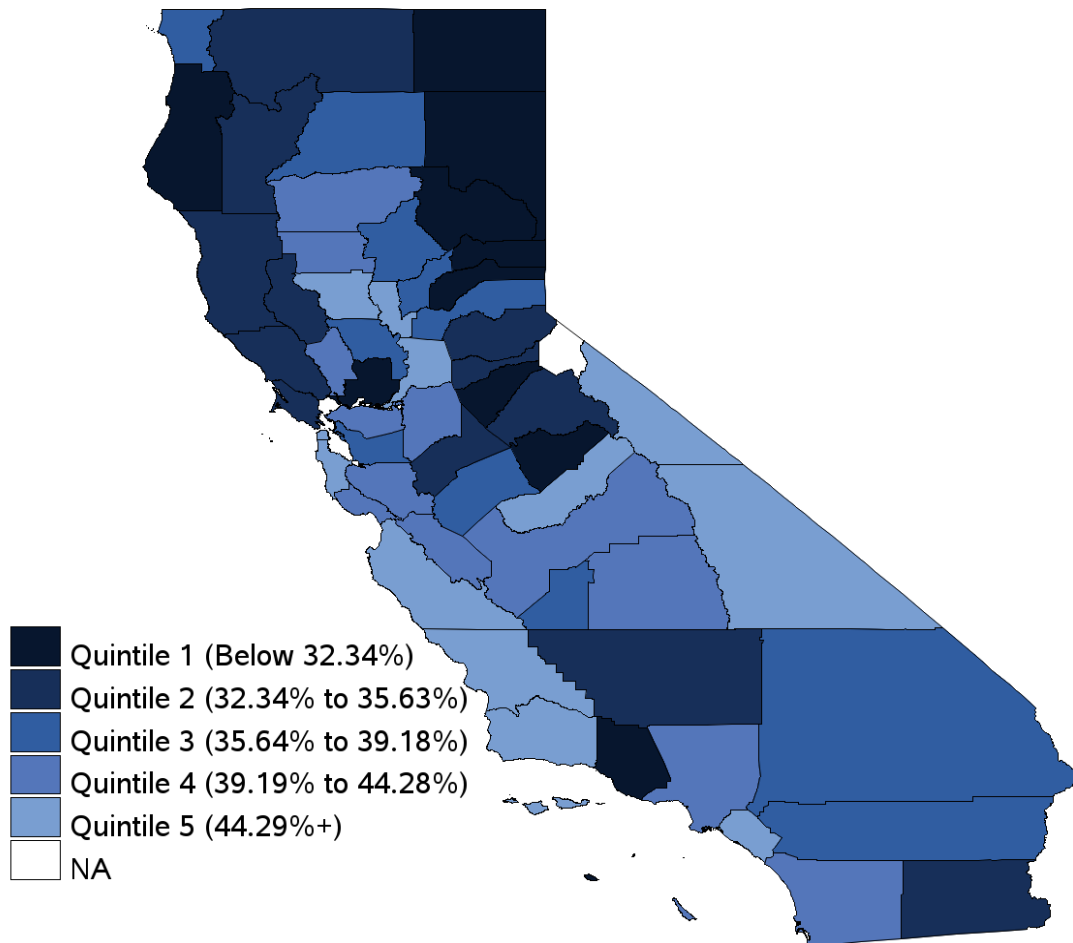 Quintile 1 (Below 32.34%)
Quintile 2 (32.34% to 35.63%)
Quintile 3 (35.64% to 39.18%)
Quintile 4 (39.19% to 44.28%)
Quintile 5 (44.29%+)
NA